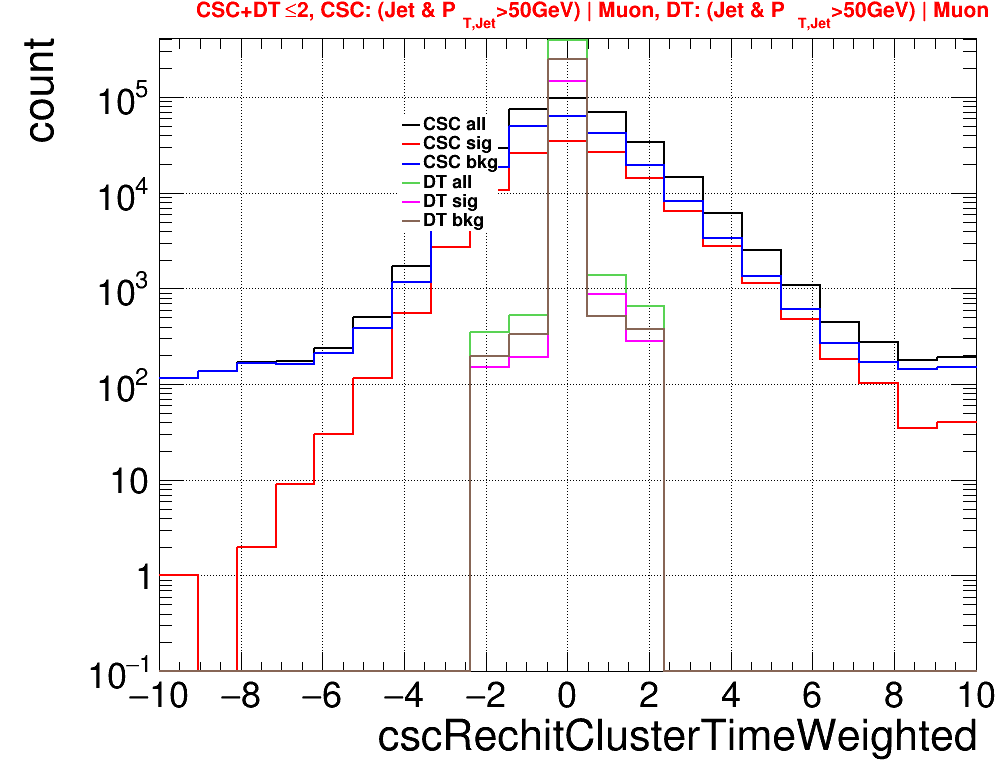 CSC+DT ≤2, CSC: (Jet & P T,Jet>50GeV) | Muon, DT: (Jet & P T,Jet>50GeV) | Muon
count
10^5
10^4
10^3
10^2
10
1
10^−1
CSC all
CSC sig
CSC bkg
DT all
DT sig
DT bkg
−10 −8 −6 −4 −2 0 2 4 6 8 10
cscRechitClusterTimeWeighted